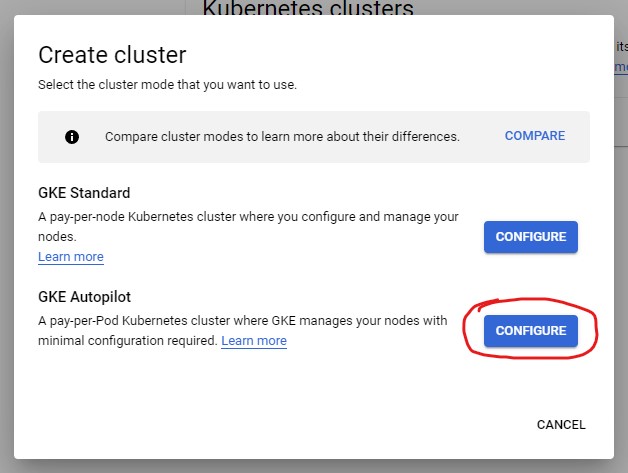 Kubernetes clusters
its
Create cluster
Select the cluster mode that you want to use.
Compare cluster modes to learn more about their differences. COMPARE
GKE Standard
A pay-per-node Kubernetes cluster where you configure and manage your
nodes.
CONFIGURE
Learn more
GKE Autopilot
A pay-per-Pod Kubernetes cluster where GKE manages your nodes with
minimal configuration required. Learn more
CONFIGURE
CANCEL